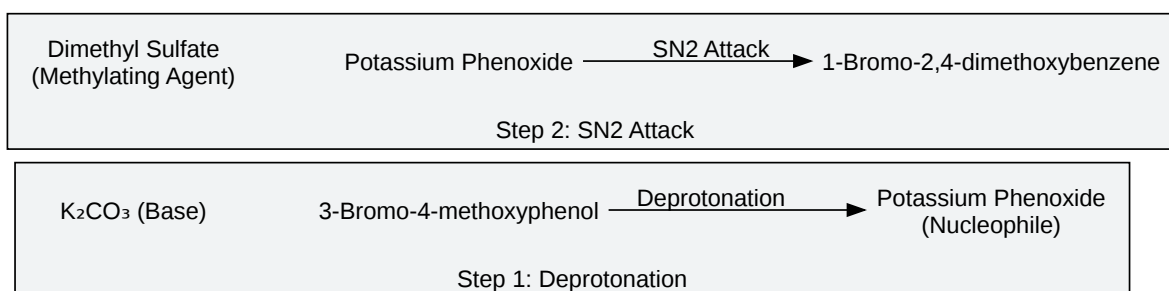 Dimethyl Sulfate
(Methylating Agent)
Potassium Phenoxide
SN2 Attack
1-Bromo-2,4-dimethoxybenzene
Step 2: SN2 Attack
K₂CO₃ (Base)
3-Bromo-4-methoxyphenol
Deprotonation
Potassium Phenoxide
(Nucleophile)
Step 1: Deprotonation